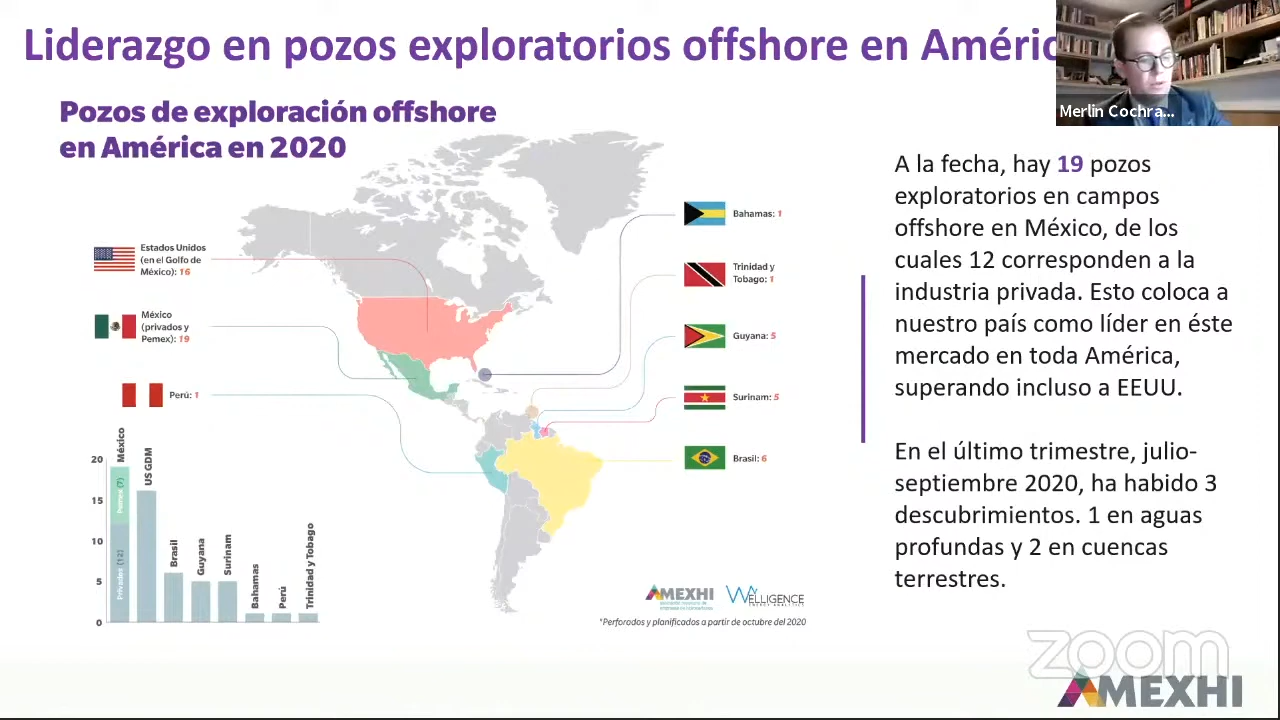 Liderazgo en pozos exploratorios offshore en Améric
Merlin Cochra...
Pozos de exploración offshore
en América en 2020
Estados Unidos
(en el Golfo de
México): 16
México
(privados y
Pemex): 19
Perú: 1
Bahamas: 1
Trinidad y
Tobago: 1
Guyana: 5
Surinam: 5
Brasil: 6
20
15
10
5
0
México
Pemex (7)
Privados (12)
US GDM
Brasil
Guyana
Surinam
Bahamas
Perú
Trinidad y Tobago
AMEXHI
WELLIGENCE
ENERGY ANALYTICS
*Perforados y planificados a partir de octubre del 2020
A la fecha, hay 19 pozos
exploratorios en campos
offshore en México, de los
cuales 12 corresponden a la
industria privada. Esto coloca a
nuestro país como líder en éste
mercado en toda América,
superando incluso a EEUU.
En el último trimestre, julio-
septiembre 2020, ha habido 3
descubrimientos. 1 en aguas
profundas y 2 en cuencas
terrestres.
zoom
AMEXHI